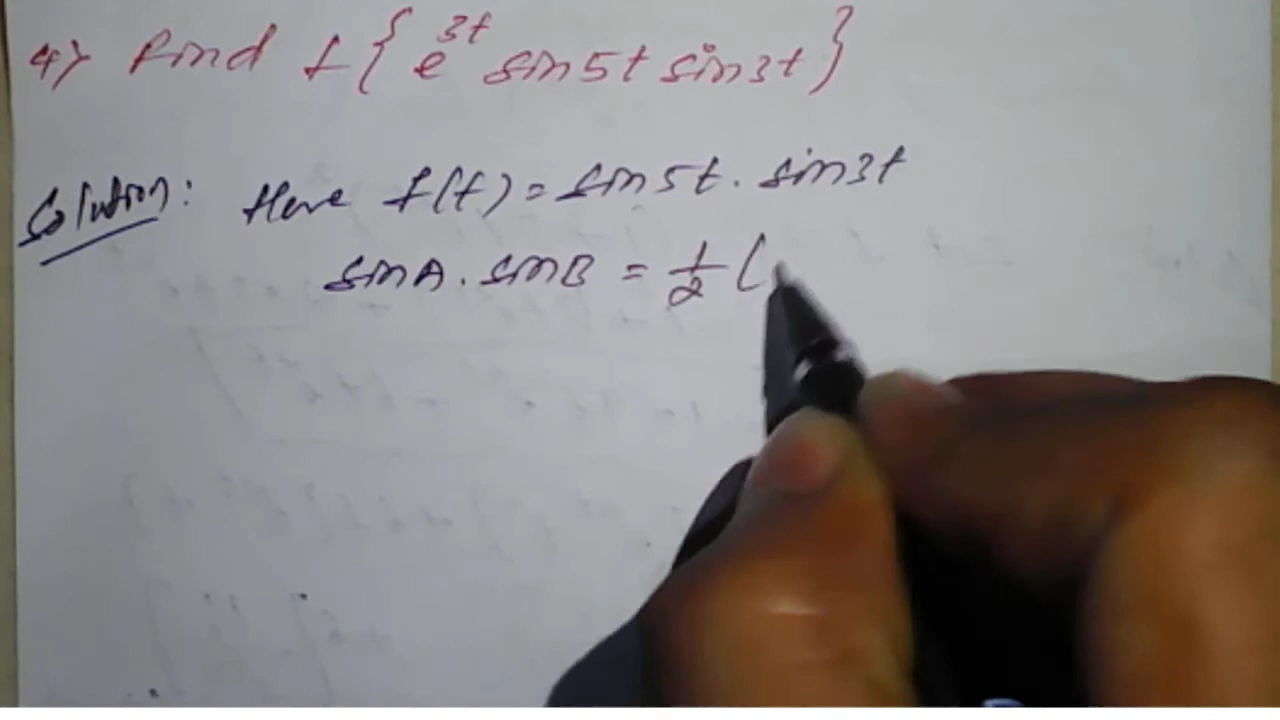 4) Find L{e^3t sin5t sin3t}
Solution: Here f(t) = sin5t . sin3t
sinA . sinB = 1/2 (